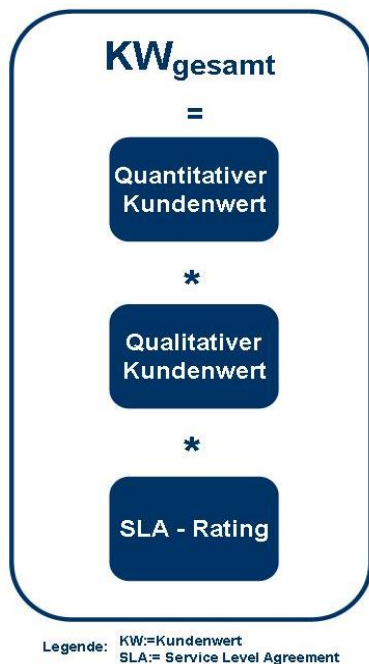 KWgesamt
=
Quantitativer
Kundenwert
*
Qualitativer
Kundenwert
*
SLA - Rating
Legende: KW:=Kundenwert
SLA:= Service Level Agreement